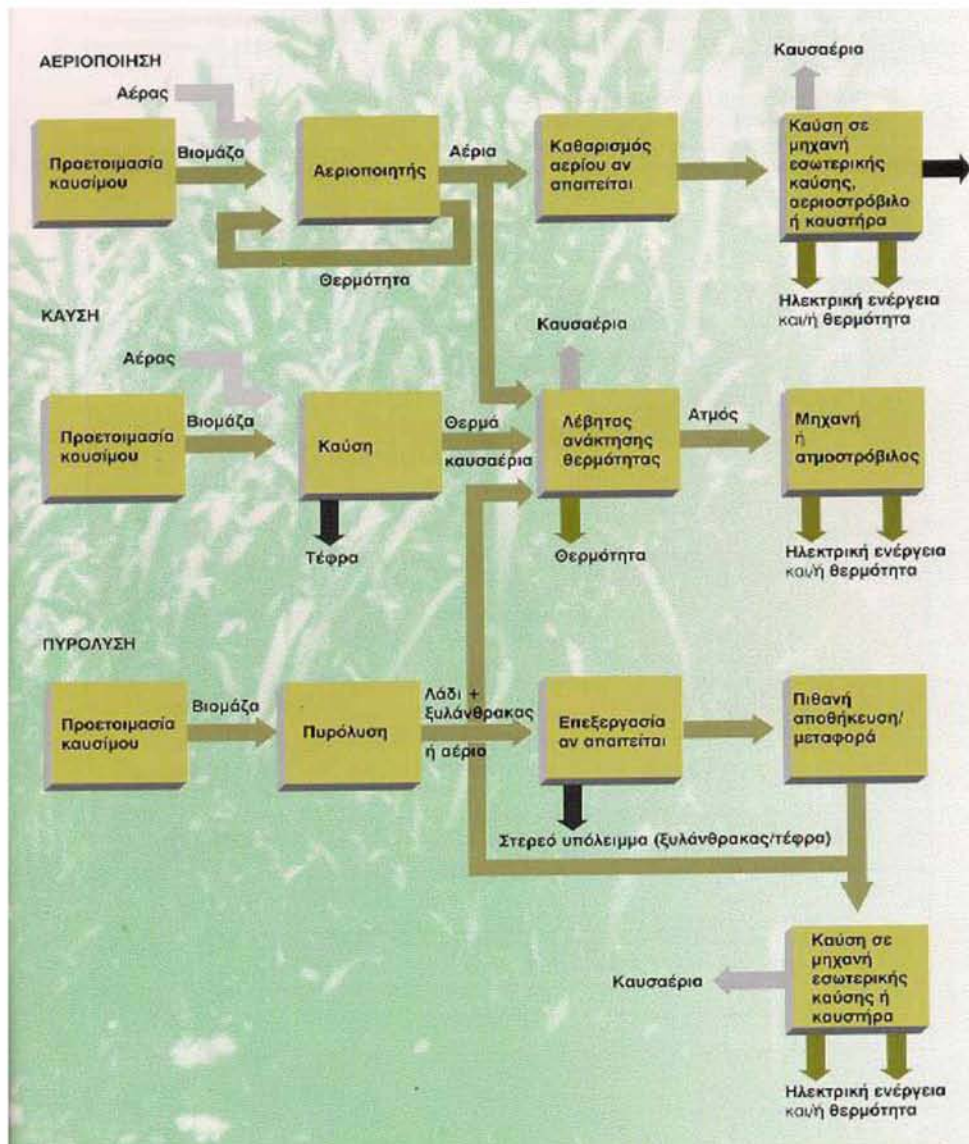 ΑΕΡΙΟΠΟΙΗΣΗ
Αέρας
Προετοιμασία
καυσίμου
Βιομάζα
Αεριοποιητής
Αέρια
Καθαρισμός
αερίου αν
απαιτείται
Καυσαέρια
Καύση σε
μηχανή
εσωτερικής
καύσης,
αεριοστρόβιλο
ή καυστήρα
Θερμότητα
Ηλεκτρική ενέργεια
και/ή θερμότητα
ΚΑΥΣΗ
Αέρας
Προετοιμασία
καυσίμου
Βιομάζα
Καύση
Τέφρα
Θερμά
καυσαέρια
Καυσαέρια
Λέβητος
ανάκτησης
θερμότητας
Θερμότητα
Ατμός
Μηχανή
ή
ατμοστρόβιλος
Ηλεκτρική ενέργεια
και/ή θερμότητα
ΠΥΡΟΛΥΣΗ
Προετοιμασία
καυσίμου
Βιομάζα
Πυρόλυση
Λάδι +
ξυλάνθρακας
ή αέριο
Επεξεργασία
αν απαιτείται
Στερεό υπόλειμμα (ξυλάνθρακας/τέφρα)
Πιθανή
αποθήκευση/
μεταφορά
Καυσαέρια
Καύση σε
μηχανή
εσωτερικής
καύσης ή
καυστήρα
Ηλεκτρική ενέργεια
και/ή θερμότητα